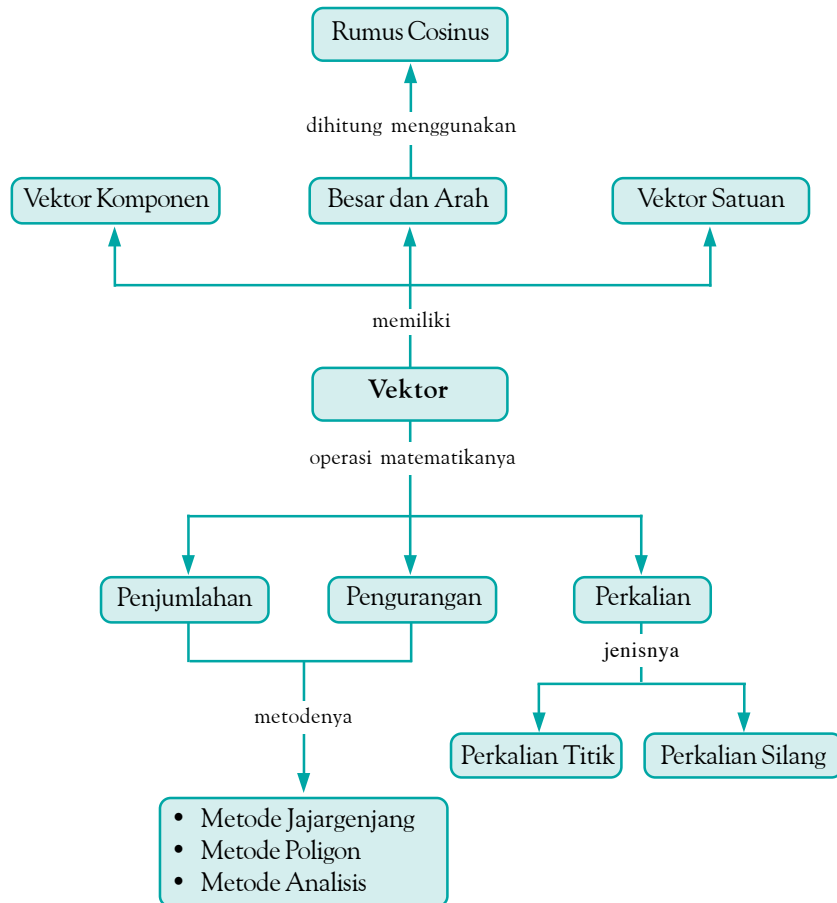 Rumus Cosinus
dihitung menggunakan
Vektor Komponen
Besar dan Arah
Vektor Satuan
memiliki
Vektor
operasi matematikanya
Penjumlahan
Pengurangan
Perkalian
jenisnya
metodenya
Perkalian Titik
Perkalian Silang
• Metode Jajargenjang
• Metode Poligon
• Metode Analisis